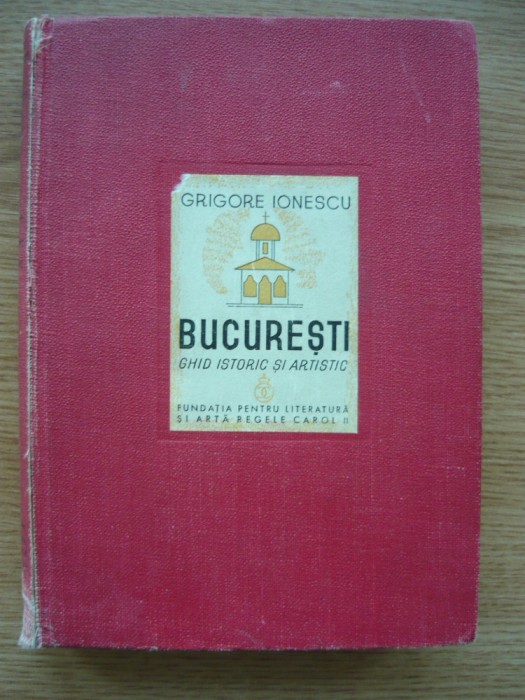 GRIGORE IONESCU
BUCUREȘTI
GHID ISTORIC ȘI ARTISTIC
FUNDAȚIA PENTRU LITERATURĂ
ȘI ARTĂ REGELE CAROL II